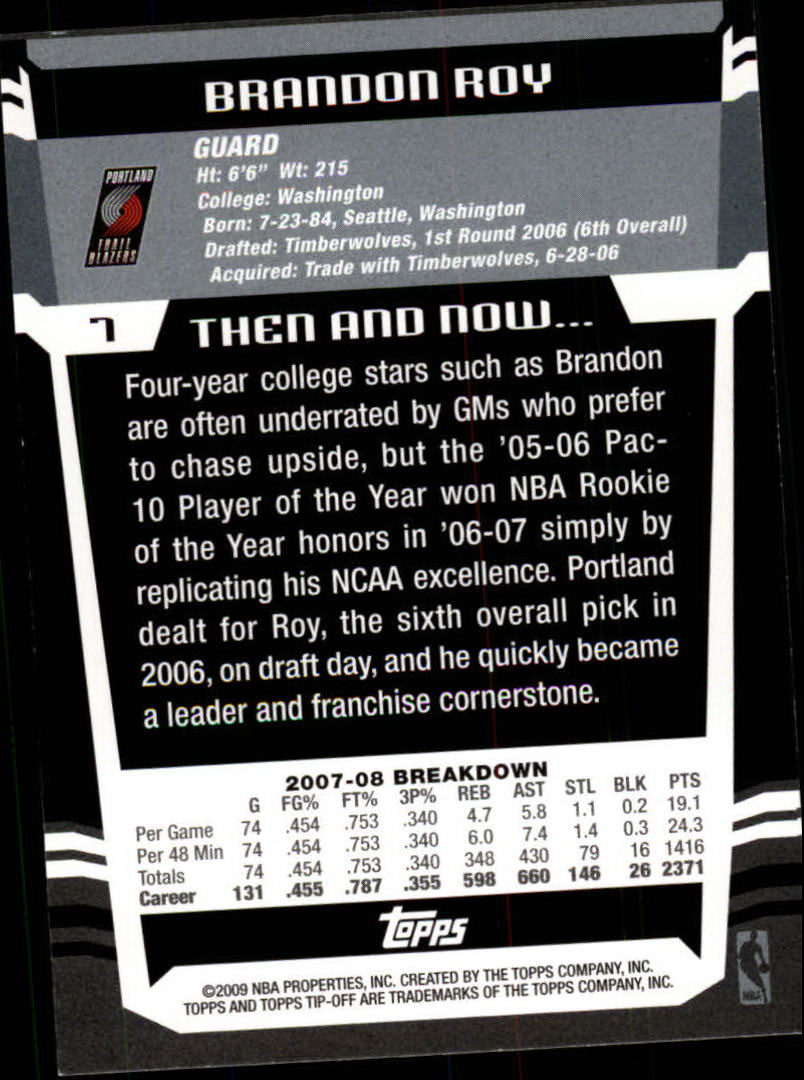 BRANDON ROY
GUARD
Ht: 6'6" Wt: 215
College: Washington
Born: 7-23-84, Seattle, Washington
Drafted: Timberwolves, 1st Round 2006 (6th Overall)
Acquired: Trade with Timberwolves, 6-28-06
PORTLAND
TRAIL
BLAZERS
7
THEN AND NOW...
Four-year college stars such as Brandon
are often underrated by GMs who prefer
to chase upside, but the '05-06 Pac-
10 Player of the Year won NBA Rookie
of the Year honors in '06-07 simply by
replicating his NCAA excellence. Portland
dealt for Roy, the sixth overall pick in
2006, on draft day, and he quickly became
a leader and franchise cornerstone.
2007-08 BREAKDOWN
G FG% FT% 3P% REB AST STL BLK PTS
Per Game 74 .454 .753 .340 4.7 5.8 1.1 0.2 19.1
Per 48 Min 74 .454 .753 .340 6.0 7.4 1.4 0.3 24.3
Totals 74 .454 .753 .340 348 430 79 16 1416
Career 131 .455 .787 .355 598 660 146 26 2371
topps
©2009 NBA PROPERTIES, INC. CREATED BY THE TOPPS COMPANY, INC.
TOPPS AND TOPPS TIP-OFF ARE TRADEMARKS OF THE TOPPS COMPANY, INC.
NBA